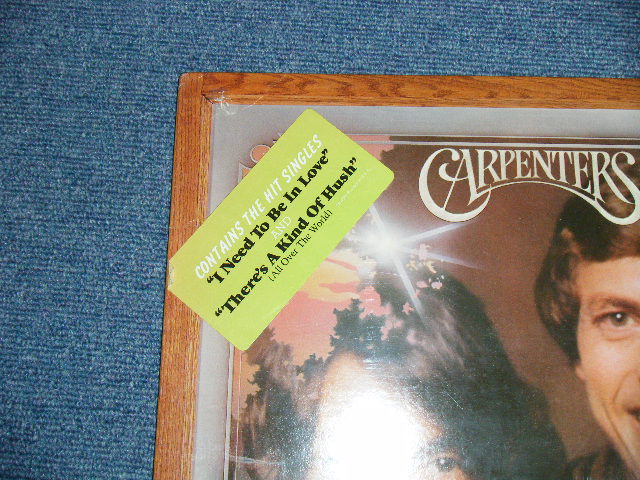 CONTAINS THE HIT SINGLES
"I Need To Be In Love"
AND
"There's A Kind Of Hush"
(All Over The World)
CARPENTERS